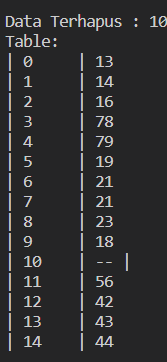 Data Terhapus : 10
Table:
| 0 | 13
| 1 | 14
| 2 | 16
| 3 | 78
| 4 | 79
| 5 | 19
| 6 | 21
| 7 | 21
| 8 | 23
| 9 | 18
| 10 | -- |
| 11 | 56
| 12 | 42
| 13 | 43
| 14 | 44